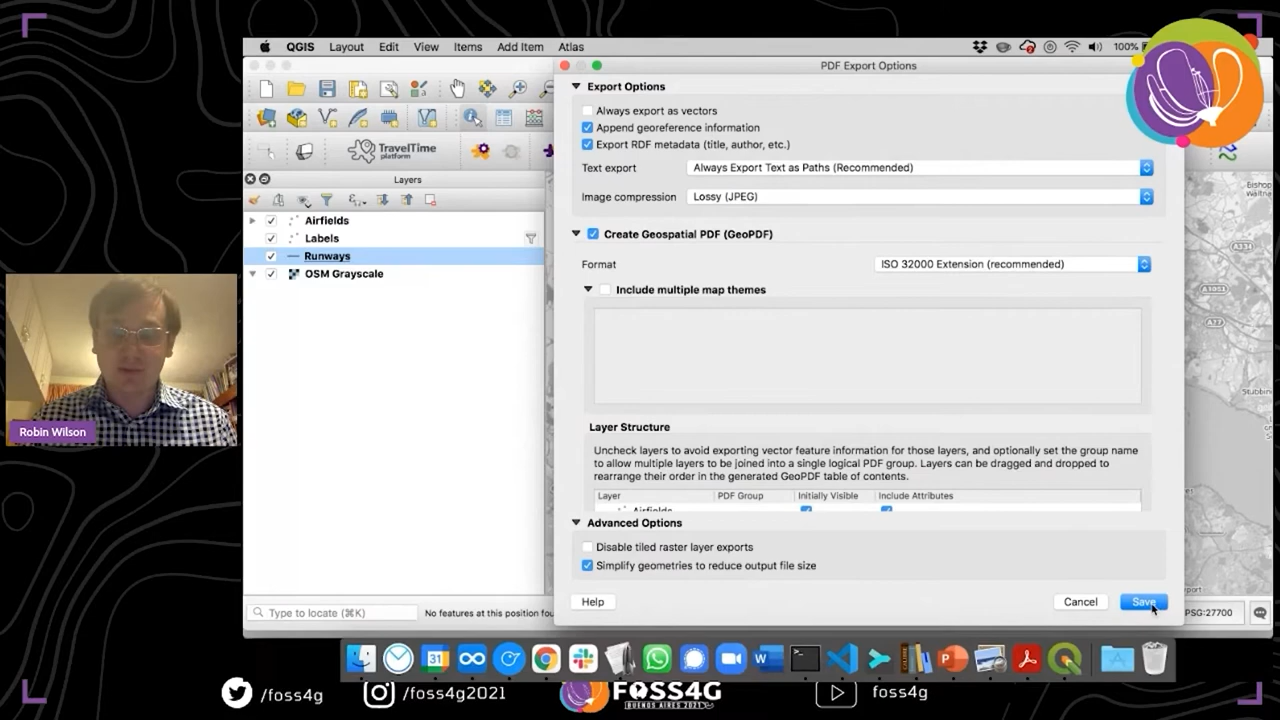 QGIS Layout Edit View Items Add Item Atlas
100%
PDF Export Options
Export Options
Always export as vectors
Append georeference information
Export RDF metadata (title, author, etc.)
Text export Always Export Text as Paths (Recommended)
Image compression Lossy (JPEG)
Create Geospatial PDF (GeoPDF)
Format ISO 32000 Extension (recommended)
Include multiple map themes
Layer Structure
Uncheck layers to avoid exporting vector feature information for those layers, and optionally set the group name
to allow multiple layers to be joined into a single logical PDF group. Layers can be dragged and dropped to
rearrange their order in the generated GeoPDF table of contents.
Layer PDF Group Initially Visible Include Attributes
Airfields
Advanced Options
Disable tiled raster layer exports
Simplify geometries to reduce output file size
Help Cancel Save
TravelTime
platform
Layers
Airfields
Labels
Runways
OSM Grayscale
Type to locate (⌘K) No features at this position fou
PSG:27700
Bishop
A334
A1051
A27
Stubbin
Robin Wilson
/foss4g
/foss4g2021
FOSS4G
BUENOS AIRES 2021
foss4g